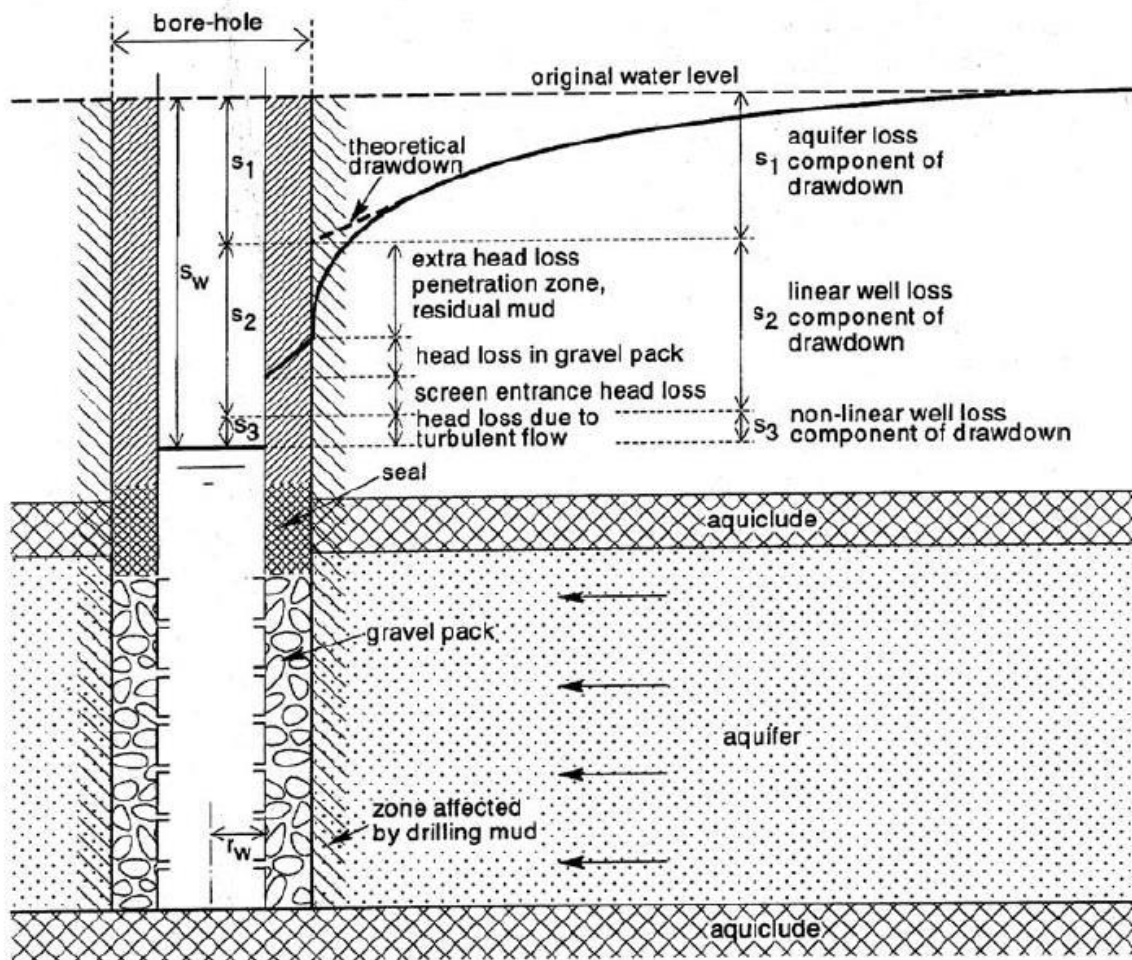 bore-hole
original water level
theoretical
drawdown
s1
s1
aquifer loss
component of
drawdown
sw
s2
extra head loss
penetration zone,
residual mud
s2
linear well loss
component of
drawdown
head loss in gravel pack
screen entrance head loss
s3
head loss due to
turbulent flow
s3
non-linear well loss
component of drawdown
seal
aquiclude
gravel pack
aquifer
zone affected
by drilling mud
rw
aquiclude